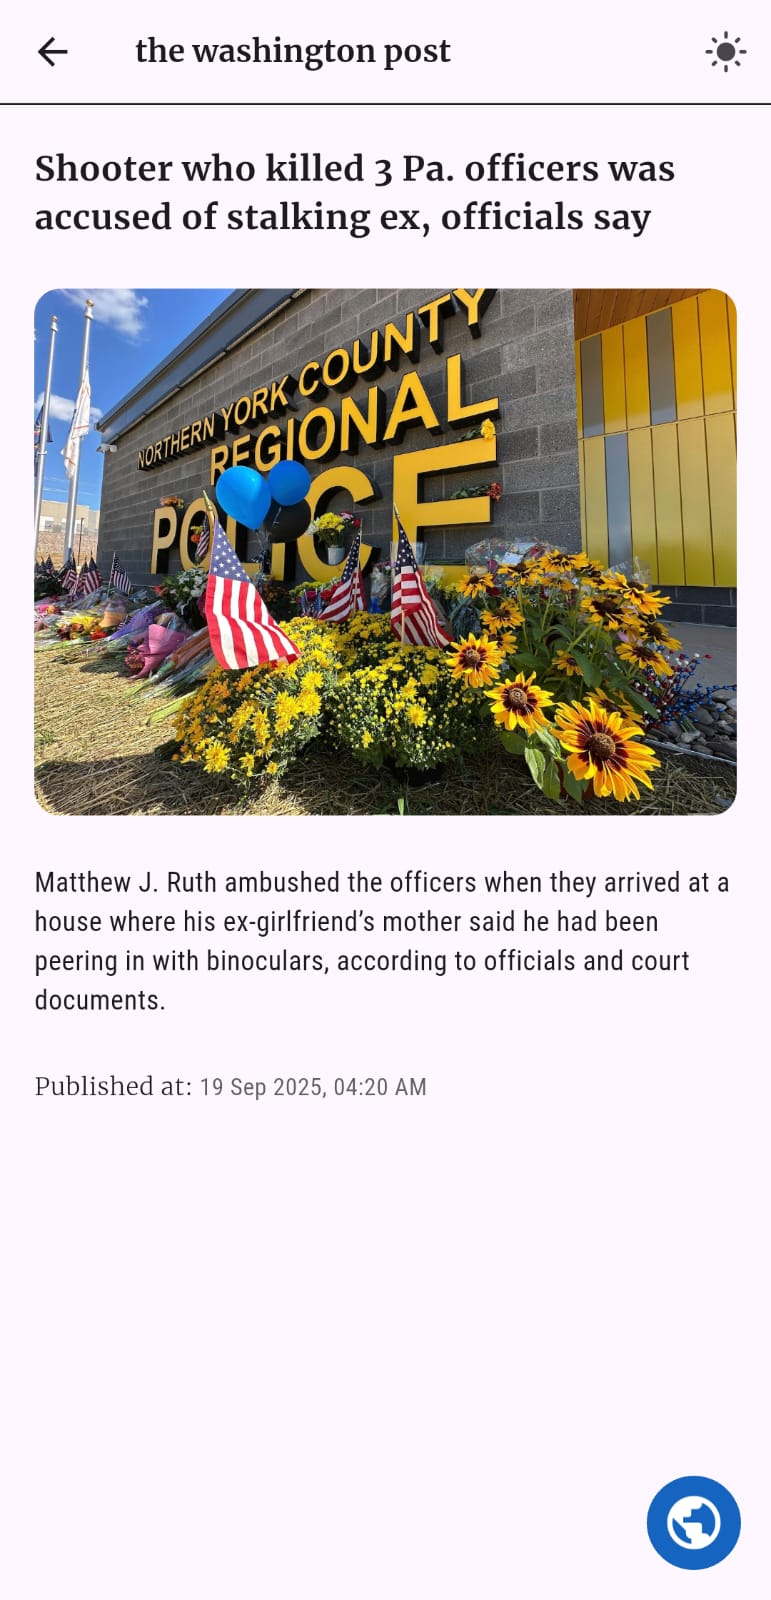 the washington post
Shooter who killed 3 Pa. officers was
accused of stalking ex, officials say
NORTHERN YORK COUNTY
REGIONAL
POLICE
Matthew J. Ruth ambushed the officers when they arrived at a
house where his ex-girlfriend’s mother said he had been
peering in with binoculars, according to officials and court
documents.
Published at: 19 Sep 2025, 04:20 AM